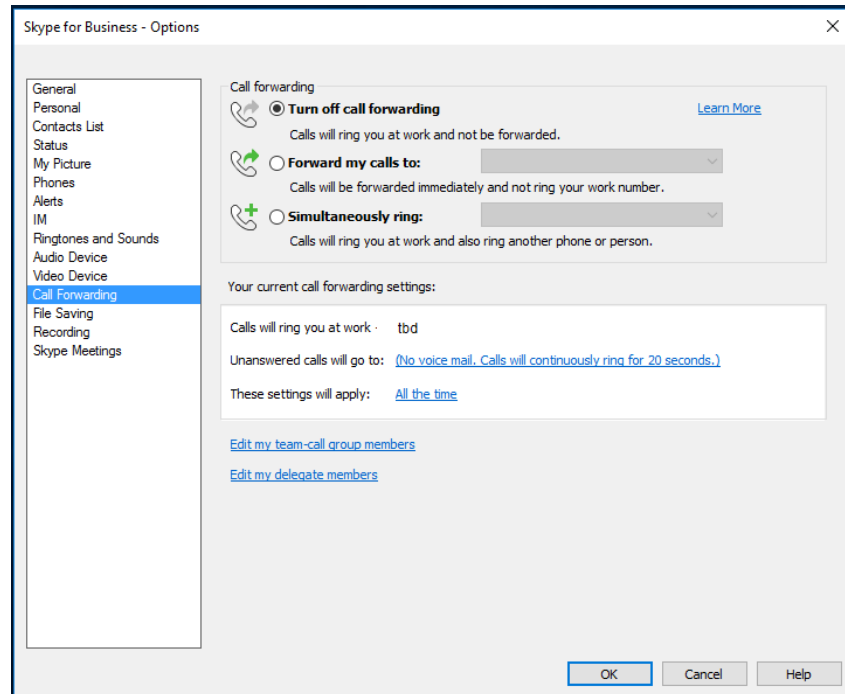 Skype for Business - Options
General
Personal
Contacts List
Status
My Picture
Phones
Alerts
IM
Ringtones and Sounds
Audio Device
Video Device
Call Forwarding
File Saving
Recording
Skype Meetings
Call forwarding
Turn off call forwarding
Learn More
Calls will ring you at work and not be forwarded.
Forward my calls to:
Calls will be forwarded immediately and not ring your work number.
Simultaneously ring:
Calls will ring you at work and also ring another phone or person.
Your current call forwarding settings:
Calls will ring you at work · tbd
Unanswered calls will go to: (No voice mail. Calls will continuously ring for 20 seconds.)
These settings will apply: All the time
Edit my team-call group members
Edit my delegate members
OK Cancel Help